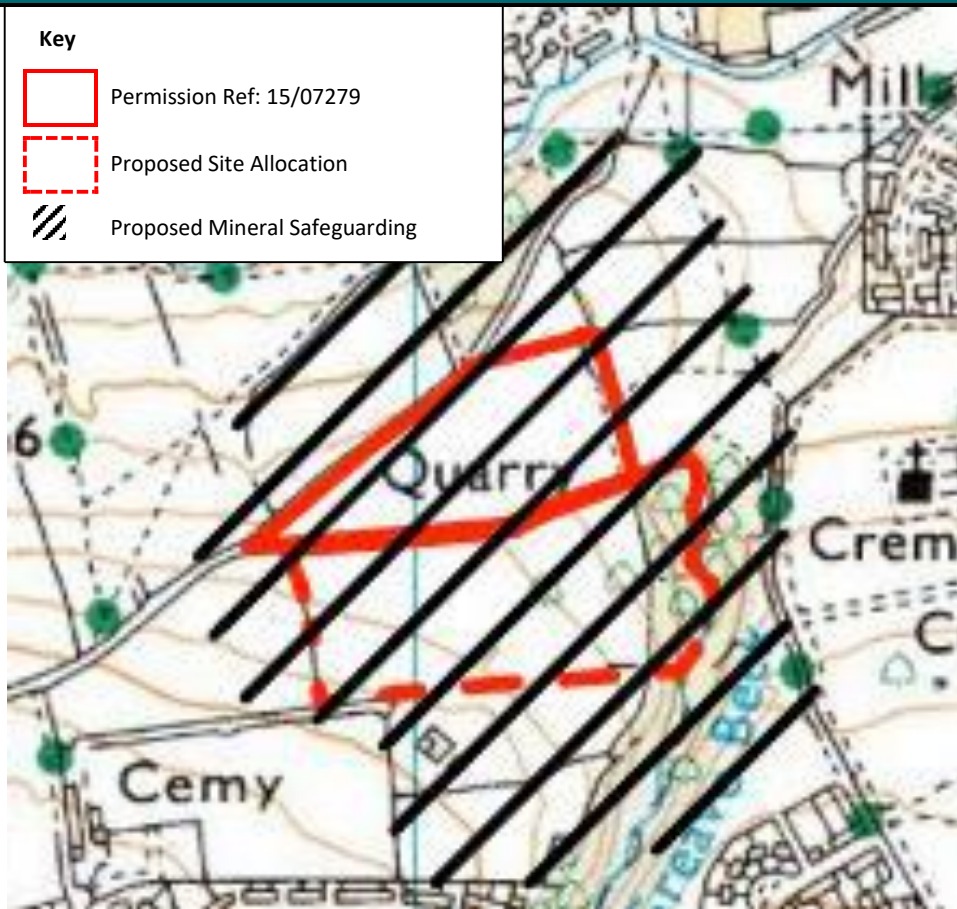 Key
Permission Ref: 15/07279
Proposed Site Allocation
Proposed Mineral Safeguarding
Mill
6
Quarry
Crem
C
Cemy
Beck